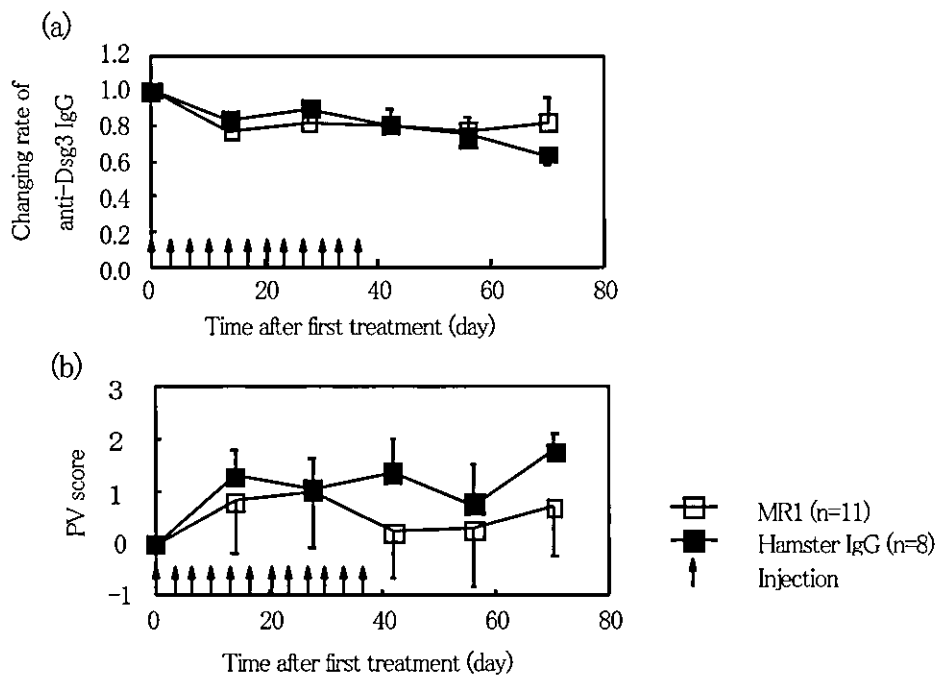 (a)
Changing rate of
anti-Dsg3 IgG
1.2
1.0
0.8
0.6
0.4
0.2
0.0
0 20 40 60 80
Time after first treatment (day)
(b)
PV score
3
2
1
0
-1
0 20 40 60 80
Time after first treatment (day)
MR1 (n=11)
Hamster IgG (n=8)
Injection